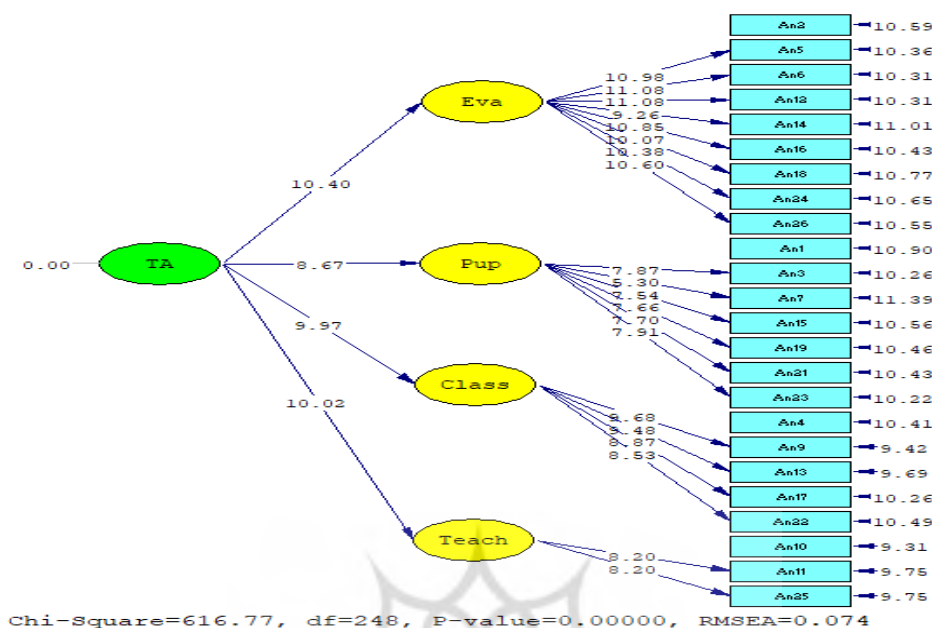 An2 10.59
An5 10.36
10.98
An6 10.31
11.08
Eva
11.08
An12 10.31
9.26
An14 11.01
10.85
An16 10.43
10.07
10.38
An18 10.77
10.60
10.40
An24 10.65
An26 10.55
An1 10.90
0.00 TA 8.67 Pup
7.87
An3 10.26
5.30
An7 11.39
7.54
7.66
An15 10.56
7.70
9.97
7.91
An19 10.46
An21 10.43
Class
An23 10.22
10.02
9.68
An4 10.41
9.48
An9 9.42
8.87
8.53
An13 9.69
An17 10.26
An22 10.49
Teach
An10 9.31
8.20
An11 9.75
8.20
An25 9.75
Chi-Square=616.77, df=248, P-value=0.00000, RMSEA=0.074